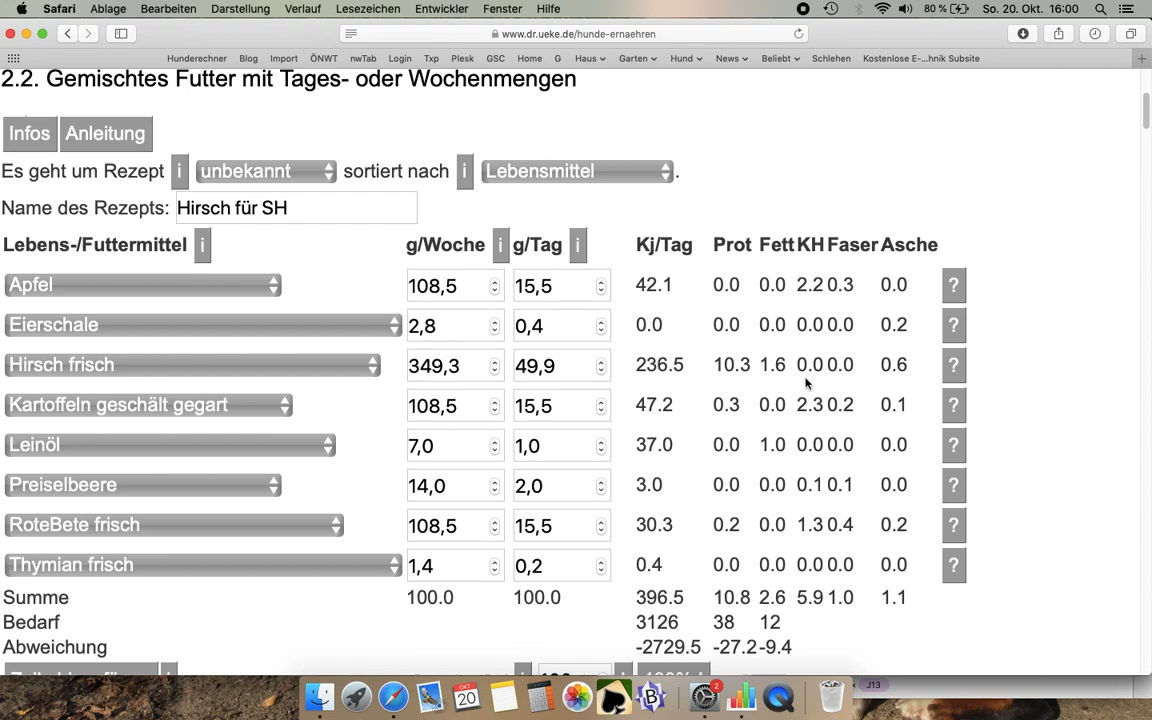 Safari Ablage Bearbeiten Darstellung Verlauf Lesezeichen Entwickler Fenster Hilfe 80 % So. 20. Okt. 16:00
www.dr.ueke.de/hunde-ernaehren
Hunderechner Blog Import ÖNWT nwTab Login Txp Plesk GSC Home G Haus Garten Hund News Beliebt Schlehen Kostenlose E-...hnik Subsite
2.2. Gemischtes Futter mit Tages- oder Wochenmengen
Infos Anleitung
Es geht um Rezept i unbekannt sortiert nach i Lebensmittel .
Name des Rezepts: Hirsch für SH
Lebens-/Futtermittel i g/Woche i g/Tag i Kj/Tag Prot Fett KH Faser Asche
Apfel 108,5 15,5 42.1 0.0 0.0 2.2 0.3 0.0 ?
Eierschale 2,8 0,4 0.0 0.0 0.0 0.0 0.0 0.2 ?
Hirsch frisch 349,3 49,9 236.5 10.3 1.6 0.0 0.0 0.6 ?
Kartoffeln geschält gegart 108,5 15,5 47.2 0.3 0.0 2.3 0.2 0.1 ?
Leinöl 7,0 1,0 37.0 0.0 1.0 0.0 0.0 0.0 ?
Preiselbeere 14,0 2,0 3.0 0.0 0.0 0.1 0.1 0.0 ?
RoteBete frisch 108,5 15,5 30.3 0.2 0.0 1.3 0.4 0.2 ?
Thymian frisch 1,4 0,2 0.4 0.0 0.0 0.0 0.0 0.0 ?
Summe 100.0 100.0 396.5 10.8 2.6 5.9 1.0 1.1
Bedarf 3126 38 12
Abweichung -2729.5 -27.2 -9.4
OKT
20
2
J13